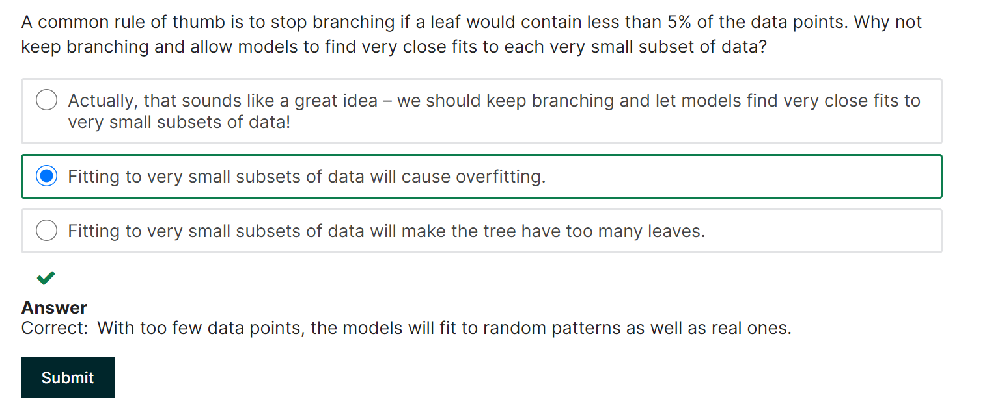 A common rule of thumb is to stop branching if a leaf would contain less than 5% of the data points. Why not
keep branching and allow models to find very close fits to each very small subset of data?
Actually, that sounds like a great idea – we should keep branching and let models find very close fits to
very small subsets of data!
Fitting to very small subsets of data will cause overfitting.
Fitting to very small subsets of data will make the tree have too many leaves.
Answer
Correct:  With too few data points, the models will fit to random patterns as well as real ones.
Submit